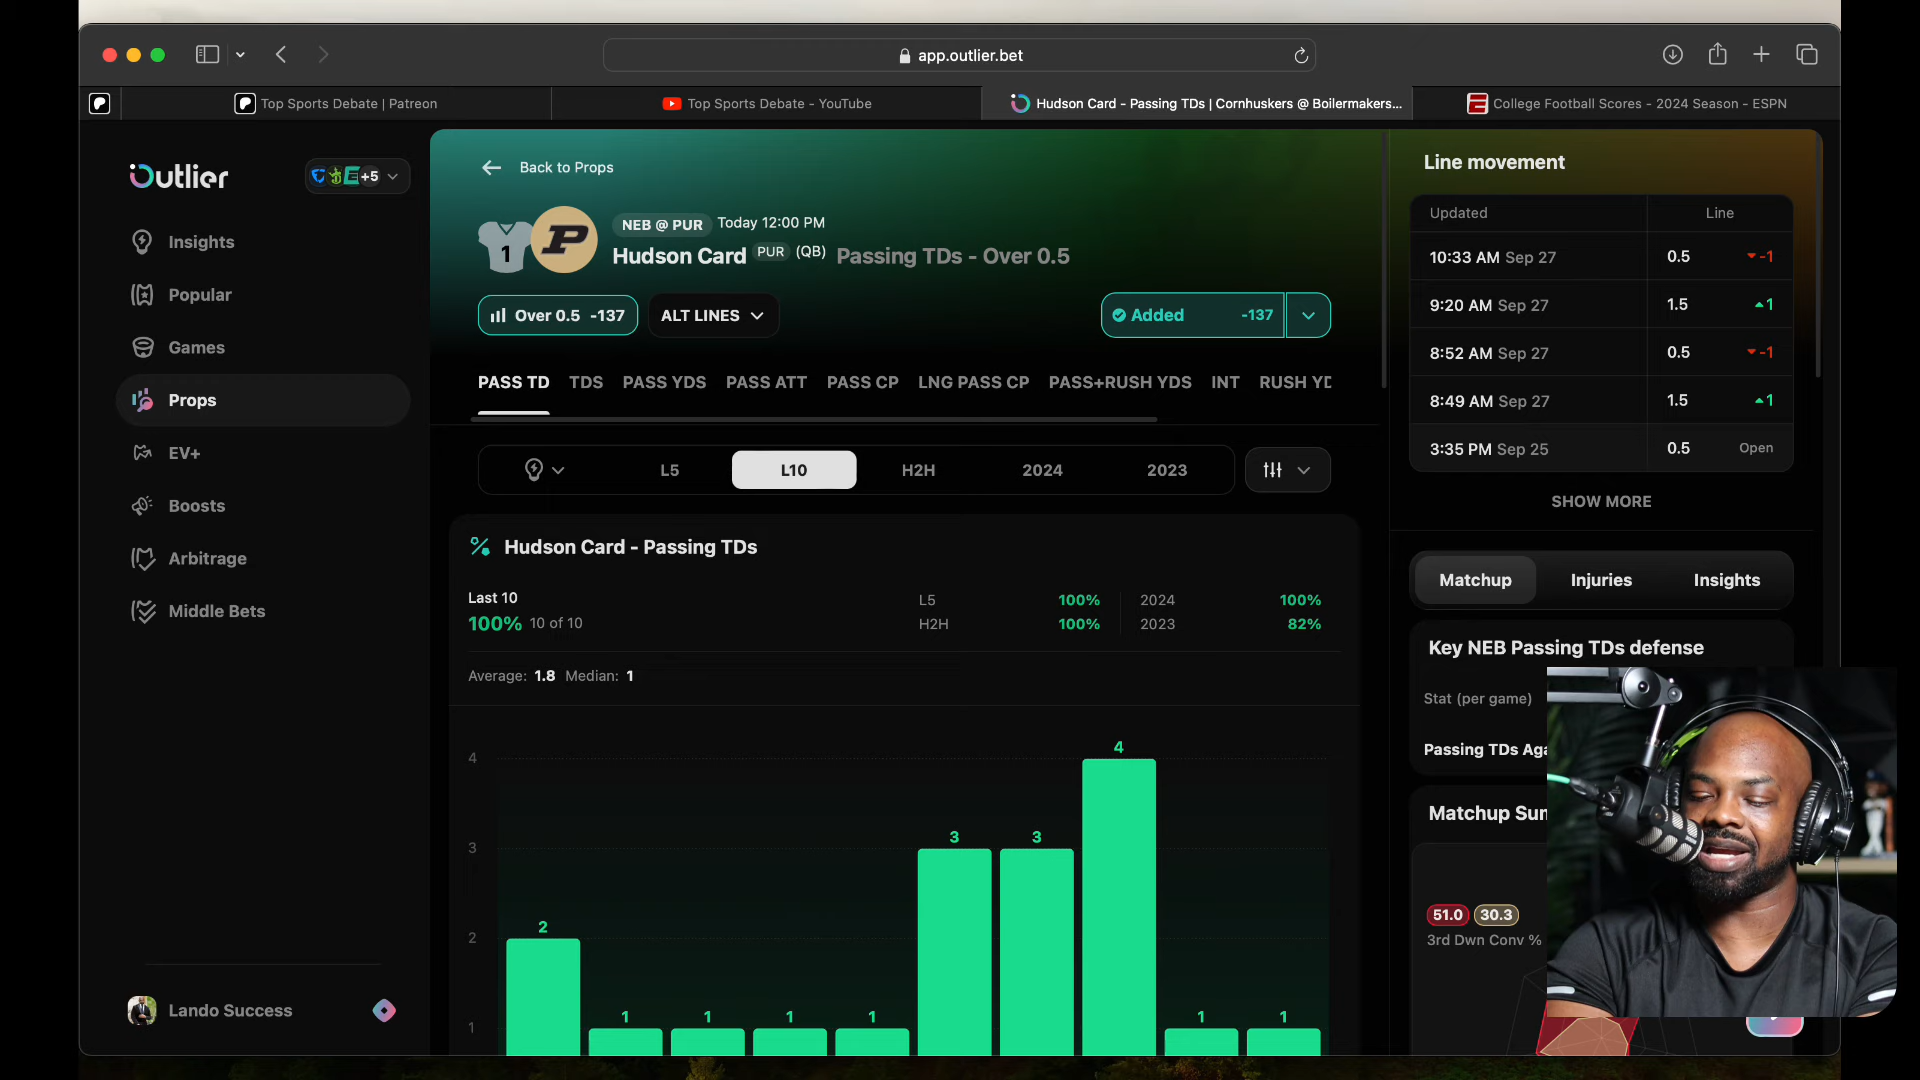 app.outlier.bet
Top Sports Debate | Patreon
Top Sports Debate - YouTube
Hudson Card - Passing TDs | Cornhuskers @ Boilermakers...
College Football Scores - 2024 Season - ESPN
Outlier
+5
Insights
Popular
Games
Props
EV+
Boosts
Arbitrage
Middle Bets
Lando Success
Back to Props
1
P
NEB @ PUR Today 12:00 PM
Hudson Card PUR (QB) Passing TDs - Over 0.5
Over 0.5 -137
ALT LINES
Added -137
PASS TD TDS PASS YDS PASS ATT PASS CP LNG PASS CP PASS+RUSH YDS INT RUSH YD
L5 L10 H2H 2024 2023
Hudson Card - Passing TDs
Last 10
100% 10 of 10
L5 100% 2024 100%
H2H 100% 2023 82%
Average: 1.8 Median: 1
4
3
2
1
2
1
1
1
1
3
3
4
1
1
Line movement
Updated Line
10:33 AM Sep 27 0.5 -1
9:20 AM Sep 27 1.5 1
8:52 AM Sep 27 0.5 -1
8:49 AM Sep 27 1.5 1
3:35 PM Sep 25 0.5 Open
SHOW MORE
Matchup Injuries Insights
Key NEB Passing TDs defense
Stat (per game)
Passing TDs Aga
Matchup Sum
51.0 30.3
3rd Dwn Conv %